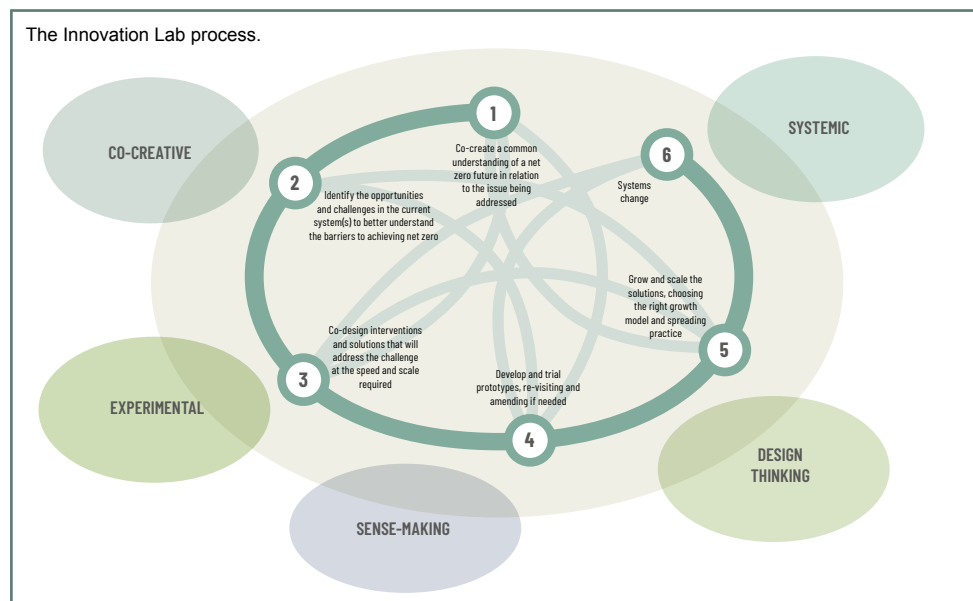 The Innovation Lab process.
CO-CREATIVE
SYSTEMIC
1
Co-create a common
understanding of a net
zero future in relation
to the issue being
addressed
2
Identify the opportunities
and challenges in the current
system(s) to better understand
the barriers to achieving net zero
3
Co-design interventions
and solutions that will
address the challenge
at the speed and scale
required
4
Develop and trial
prototypes, re-visiting and
amending if needed
5
Grow and scale the
solutions, choosing
the right growth
model and spreading
practice
6
Systems
change
EXPERIMENTAL
SENSE-MAKING
DESIGN
THINKING